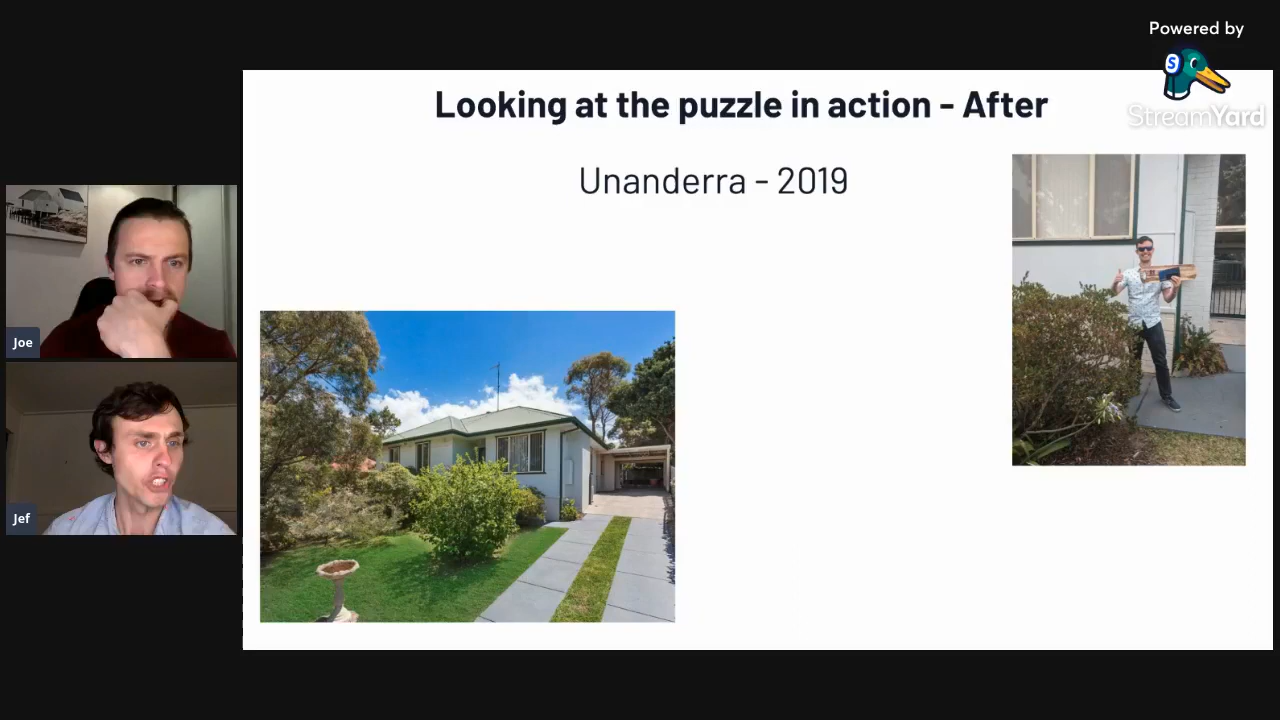 Powered by
S
StreamYard
Looking at the puzzle in action - After
Unanderra - 2019
Joe
Jef